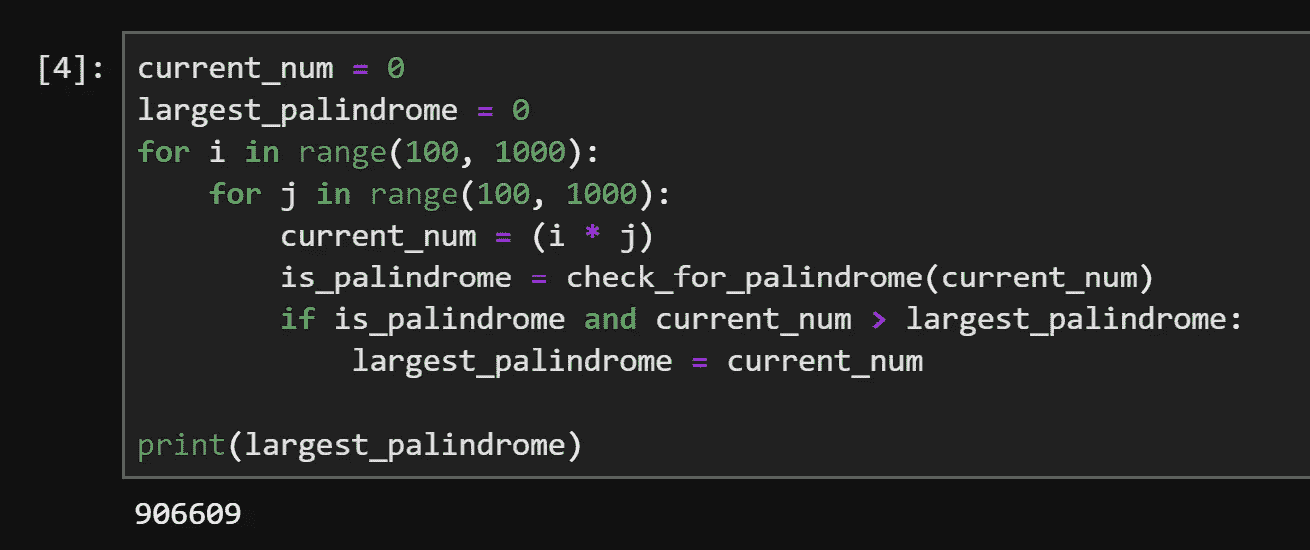 [4]:
current_num = 0
largest_palindrome = 0
for i in range(100, 1000):
    for j in range(100, 1000):
        current_num = (i * j)
        is_palindrome = check_for_palindrome(current_num)
        if is_palindrome and current_num > largest_palindrome:
            largest_palindrome = current_num

print(largest_palindrome)
906609